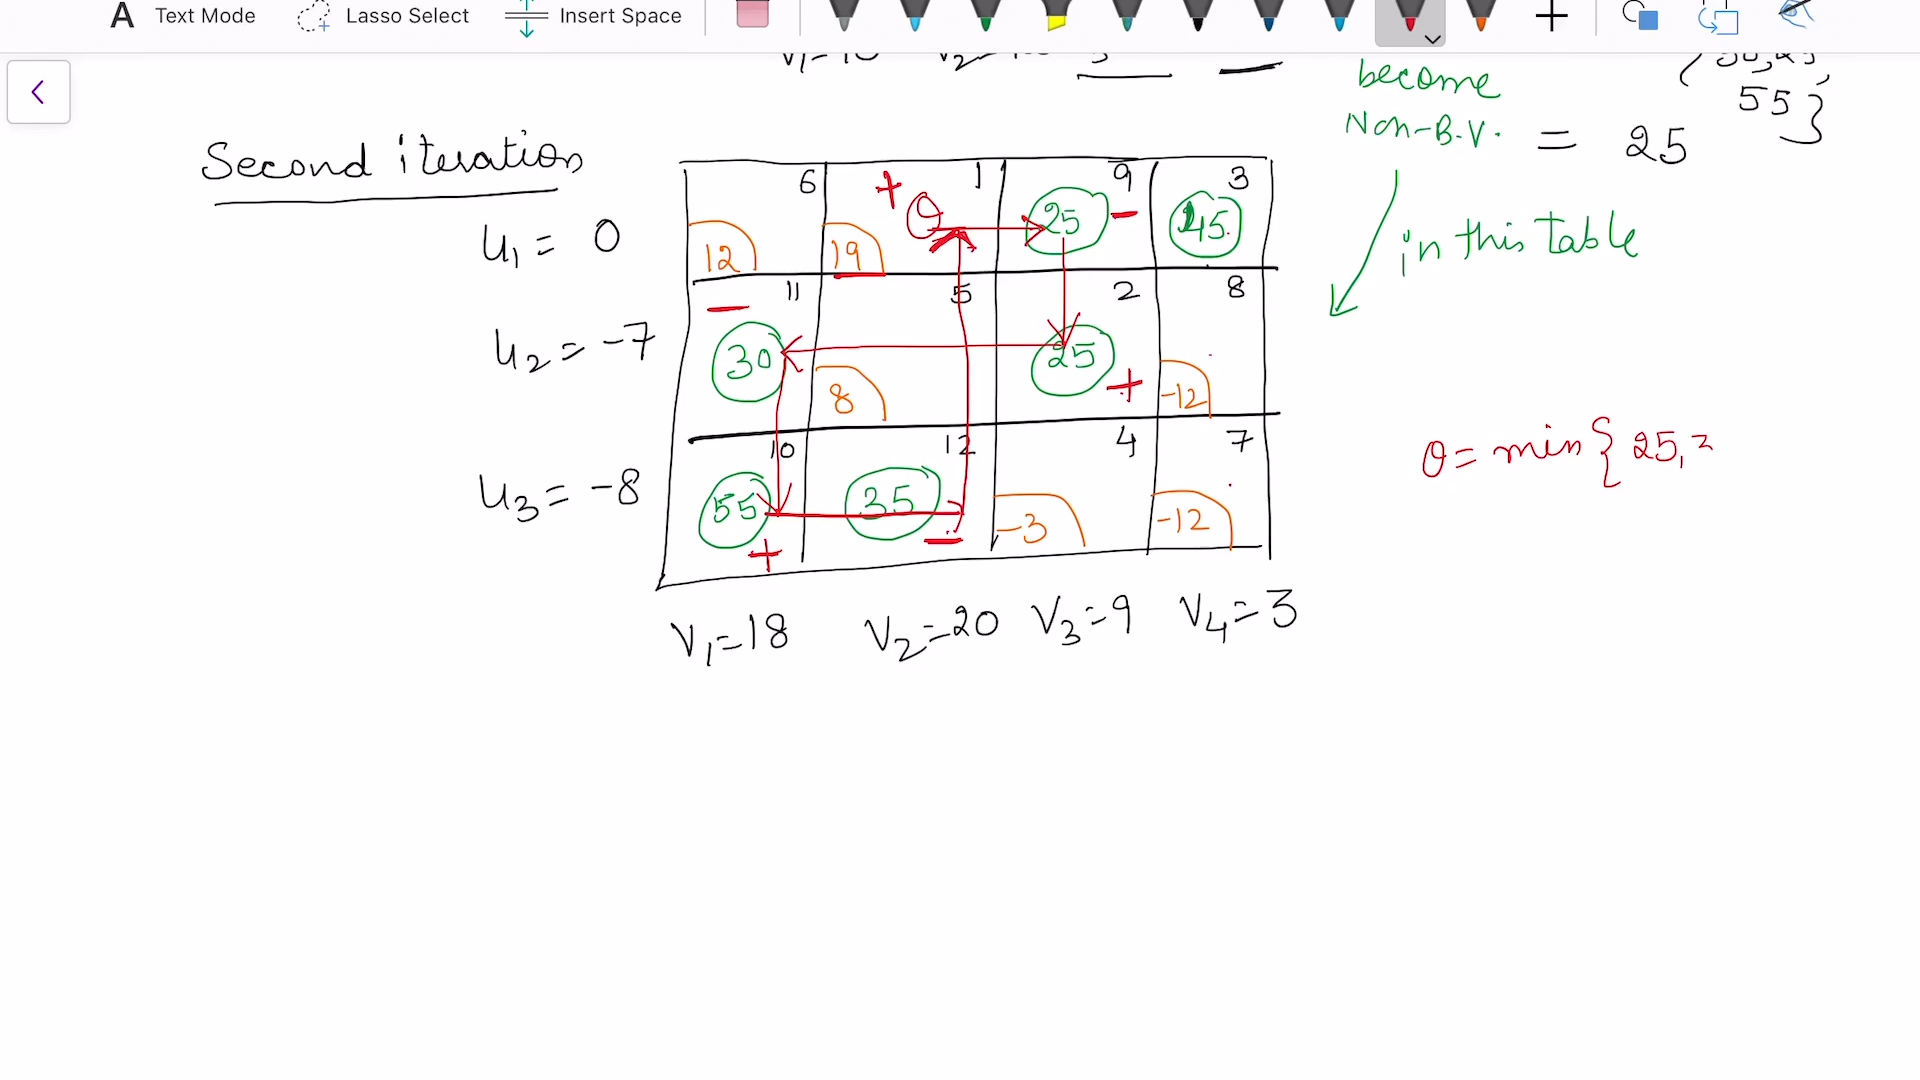 Text Mode Lasso Select Insert Space
become
Non-B.V. = 25
55}
in this table
Second iteration
6 + θ 1 9 3
u₁ = 0 12 19 25 − 45
− 11 5 2 8
u₂ = -7 30 8 25 + -12
10 12 4 7
u₃ = -8 55 + 35 − -3 -12
θ = min { 25,
V₁=18 V₂=20 V₃=9 V₄=3